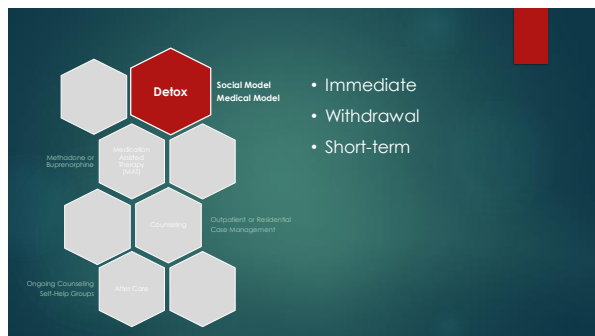 Detox
Social Model
Medical Model
• Immediate
• Withdrawal
• Short-term
Methadone or
Buprenorphine
Medication
Assisted
Therapy
(MAT)
Counseling
Outpatient or Residential
Case Management
Ongoing Counseling
Self-Help Groups
After Care